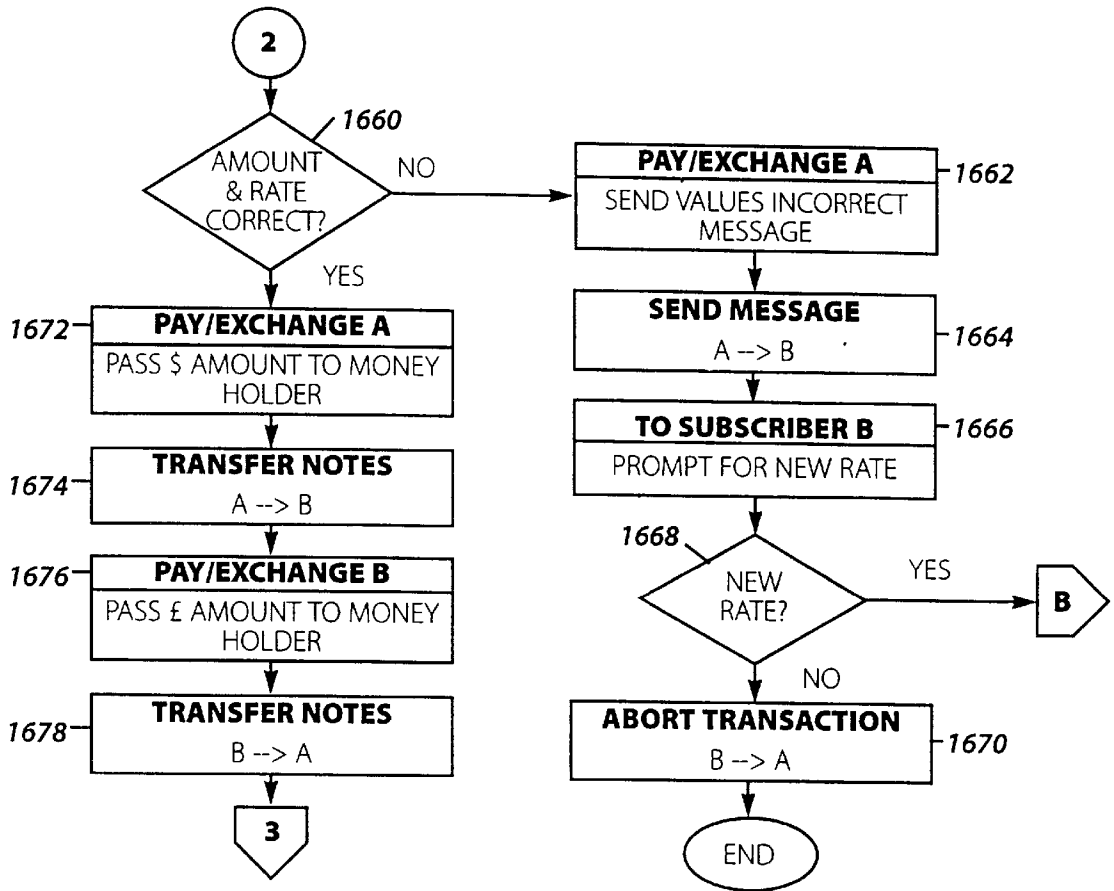 2
1660
AMOUNT
& RATE
CORRECT?
NO
YES
1672
PAY/EXCHANGE A
PASS $ AMOUNT TO MONEY
HOLDER
1674
TRANSFER NOTES
A --> B
1676
PAY/EXCHANGE B
PASS £ AMOUNT TO MONEY
HOLDER
1678
TRANSFER NOTES
B --> A
3
PAY/EXCHANGE A
1662
SEND VALUES INCORRECT
MESSAGE
SEND MESSAGE
1664
A --> B
TO SUBSCRIBER B
1666
PROMPT FOR NEW RATE
1668
NEW
RATE?
YES
B
NO
ABORT TRANSACTION
1670
B --> A
END